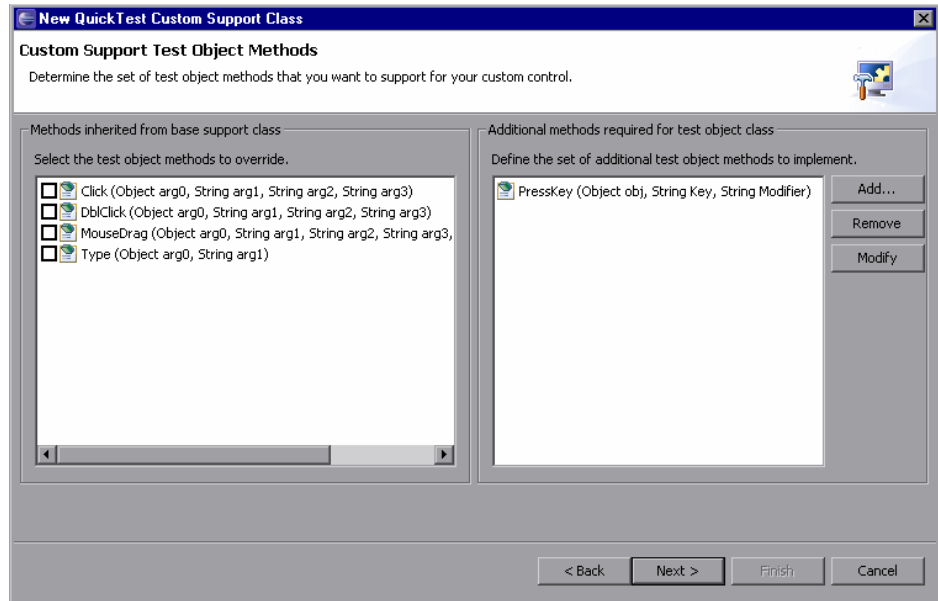 New QuickTest Custom Support Class
Custom Support Test Object Methods
Determine the set of test object methods that you want to support for your custom control.
Methods inherited from base support class
Select the test object methods to override.
Click (Object arg0, String arg1, String arg2, String arg3)
DblClick (Object arg0, String arg1, String arg2, String arg3)
MouseDrag (Object arg0, String arg1, String arg2, String arg3,
Type (Object arg0, String arg1)
Additional methods required for test object class
Define the set of additional test object methods to implement.
PressKey (Object obj, String Key, String Modifier)
Add...
Remove
Modify
< Back
Next >
Finish
Cancel